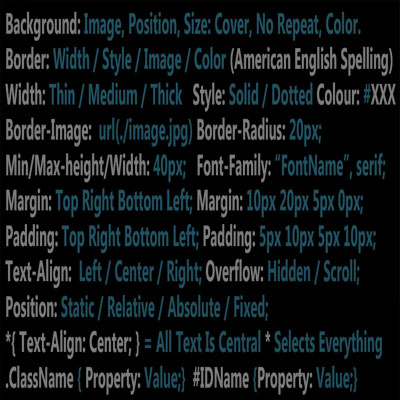 Background: Image, Position, Size: Cover, No Repeat, Color.
Border: Width / Style / Image / Color (American English Spelling)
Width: Thin / Medium / Thick Style: Solid / Dotted Colour: #XXX
Border-Image: url(./image.jpg) Border-Radius: 20px;
Min/Max-height/Width: 40px; Font-Family: “FontName”, serif;
Margin: Top Right Bottom Left; Margin: 10px 20px 5px 0px;
Padding: Top Right Bottom Left; Padding: 5px 10px 5px 10px;
Text-Align: Left / Center / Right; Overflow: Hidden / Scroll;
Position: Static / Relative / Absolute / Fixed;
*{ Text-Align: Center; } = All Text Is Central * Selects Everything
.ClassName { Property: Value;} #IDName {Property: Value;}